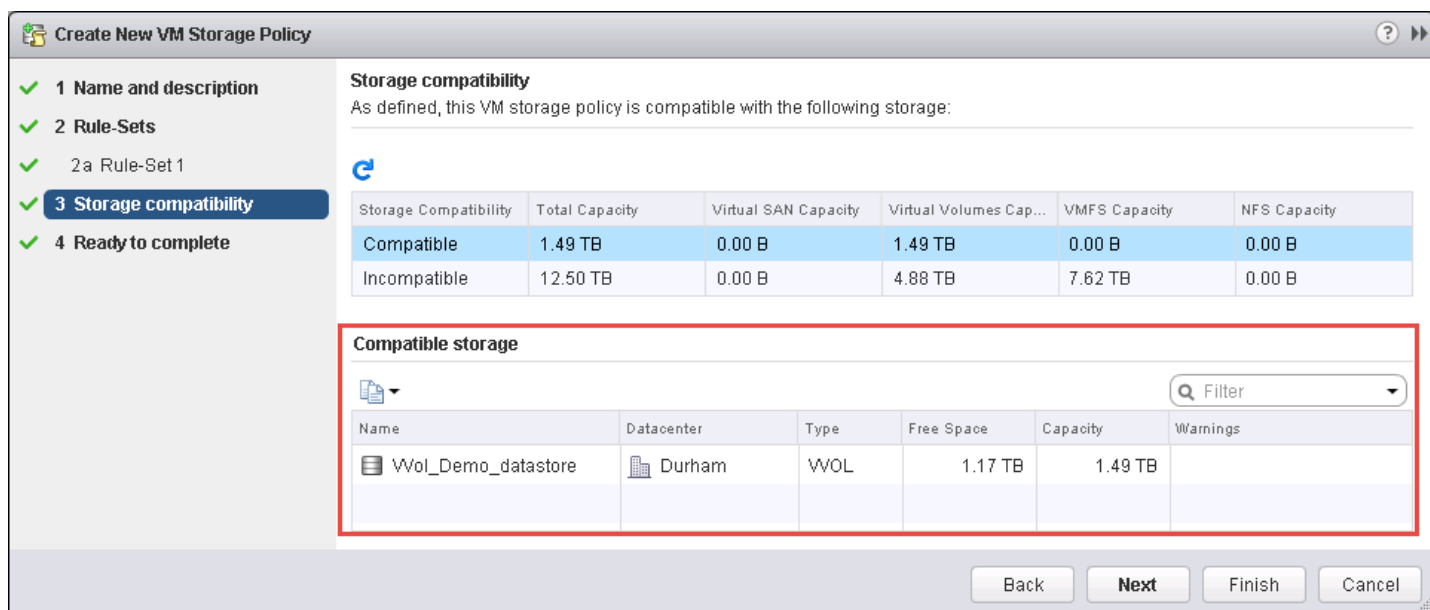 Create New VM Storage Policy
1 Name and description
2 Rule-Sets
2a Rule-Set 1
3 Storage compatibility
4 Ready to complete
Storage compatibility
As defined, this VM storage policy is compatible with the following storage:
Storage Compatibility Total Capacity Virtual SAN Capacity Virtual Volumes Cap... VMFS Capacity NFS Capacity
Compatible 1.49 TB 0.00 B 1.49 TB 0.00 B 0.00 B
Incompatible 12.50 TB 0.00 B 4.88 TB 7.62 TB 0.00 B
Compatible storage
Filter
Name Datacenter Type Free Space Capacity Warnings
VVol_Demo_datastore Durham VVOL 1.17 TB 1.49 TB
Back Next Finish Cancel